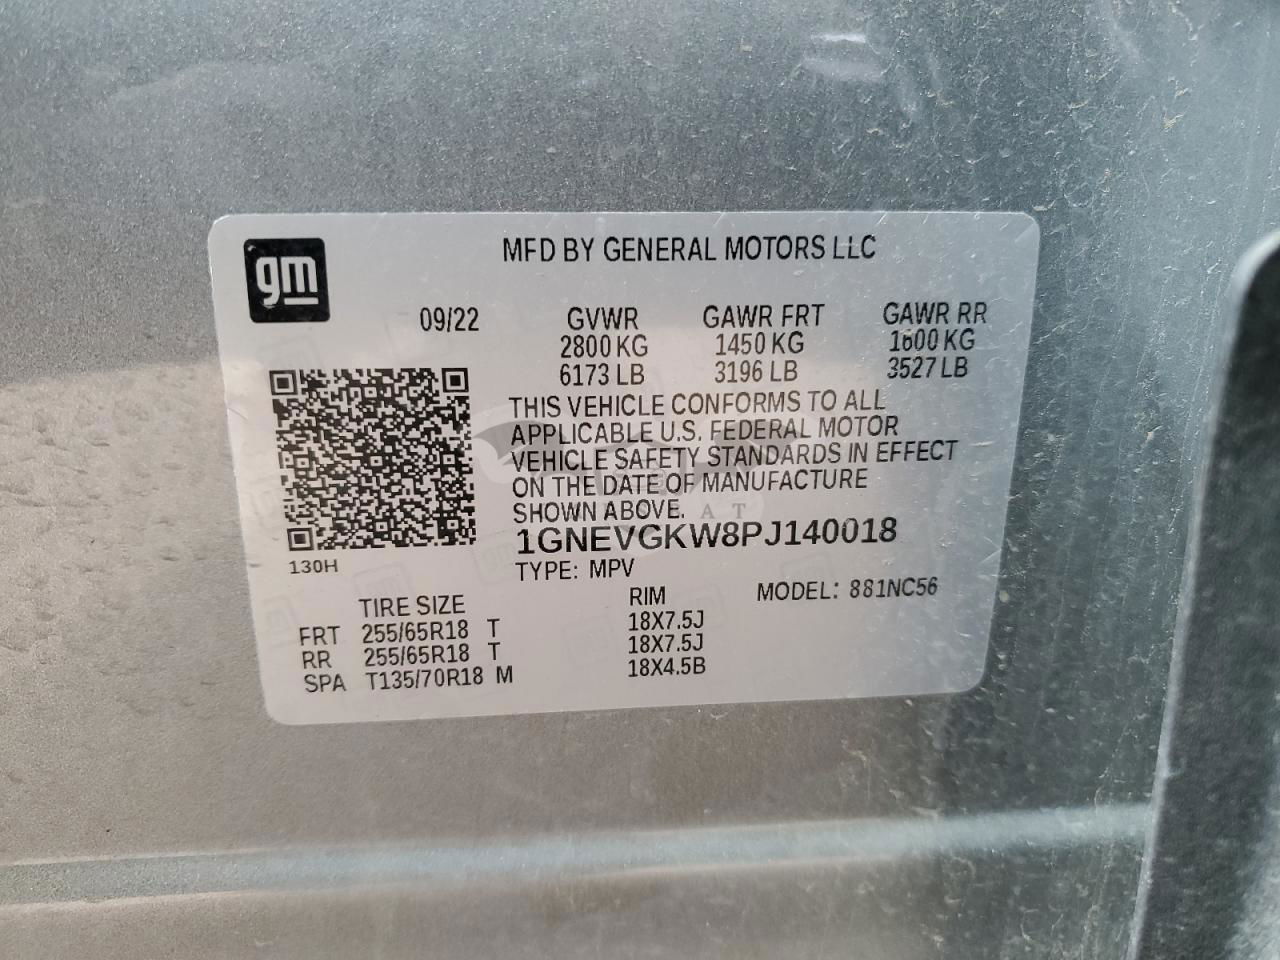 gm
MFD BY GENERAL MOTORS LLC
09/22 GVWR GAWR FRT GAWR RR
2800 KG 1450 KG 1600 KG
6173 LB 3196 LB 3527 LB
THIS VEHICLE CONFORMS TO ALL
APPLICABLE U.S. FEDERAL MOTOR
VEHICLE SAFETY STANDARDS IN EFFECT
ON THE DATE OF MANUFACTURE
SHOWN ABOVE.
1GNEVGKW8PJ140018
130H
TYPE: MPV
TIRE SIZE RIM MODEL: 881NC56
FRT 255/65R18 T 18X7.5J
RR 255/65R18 T 18X7.5J
SPA T135/70R18 M 18X4.5B